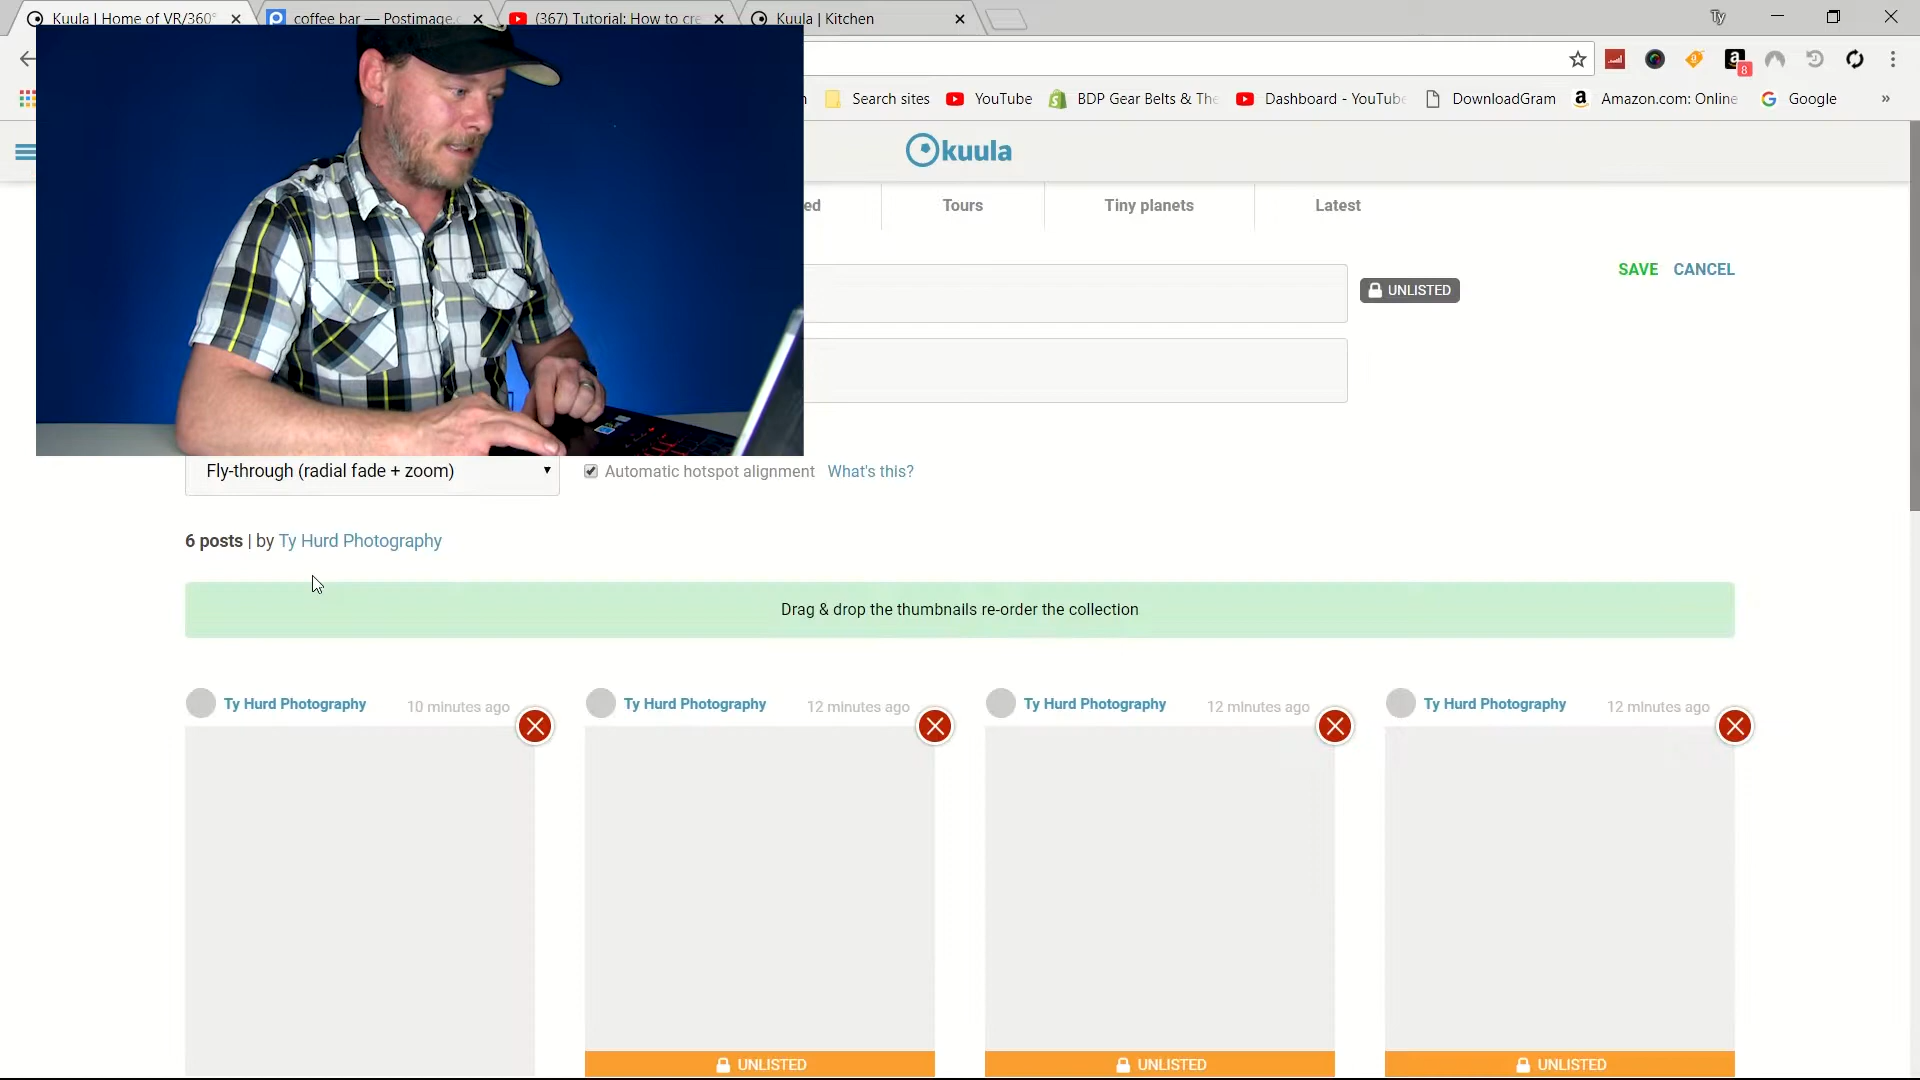 Kuula | Home of VR/360°
coffee bar — Postimage.c
(367) Tutorial: How to cre
Kuula | Kitchen
Ty
8
Search sites
YouTube
BDP Gear Belts & The
Dashboard - YouTube
DownloadGram
Amazon.com: Online
Google
»
kuula
ed
Tours
Tiny planets
Latest
UNLISTED
SAVE
CANCEL
Fly-through (radial fade + zoom)
Automatic hotspot alignment What's this?
6 posts | by Ty Hurd Photography
Drag & drop the thumbnails re-order the collection
Ty Hurd Photography 10 minutes ago
Ty Hurd Photography 12 minutes ago
Ty Hurd Photography 12 minutes ago
Ty Hurd Photography 12 minutes ago
UNLISTED
UNLISTED
UNLISTED